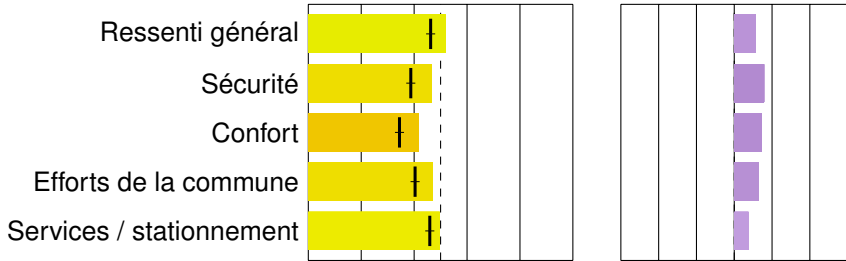 Ressenti général
Sécurité
Confort
Efforts de la commune
Services / stationnement